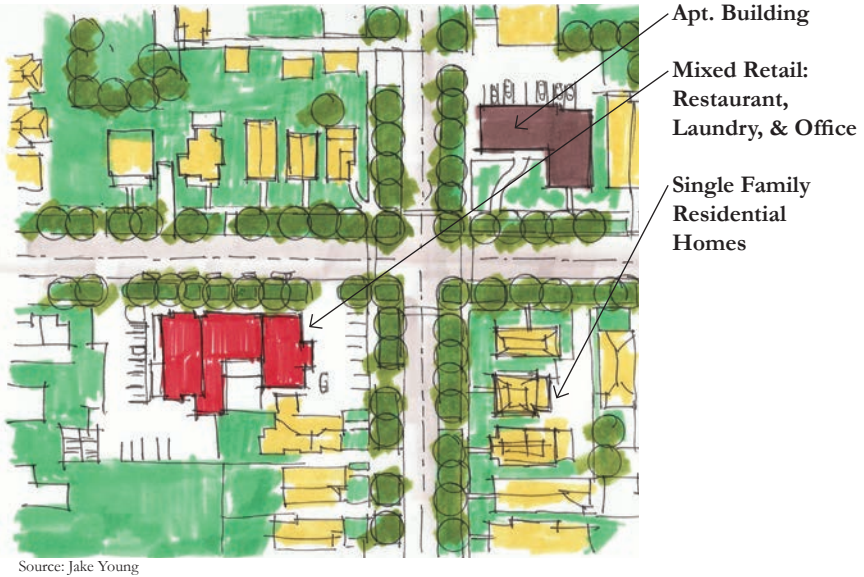 Apt. Building
Mixed Retail:
Restaurant,
Laundry, & Office
Single Family
Residential
Homes
Source: Jake Young